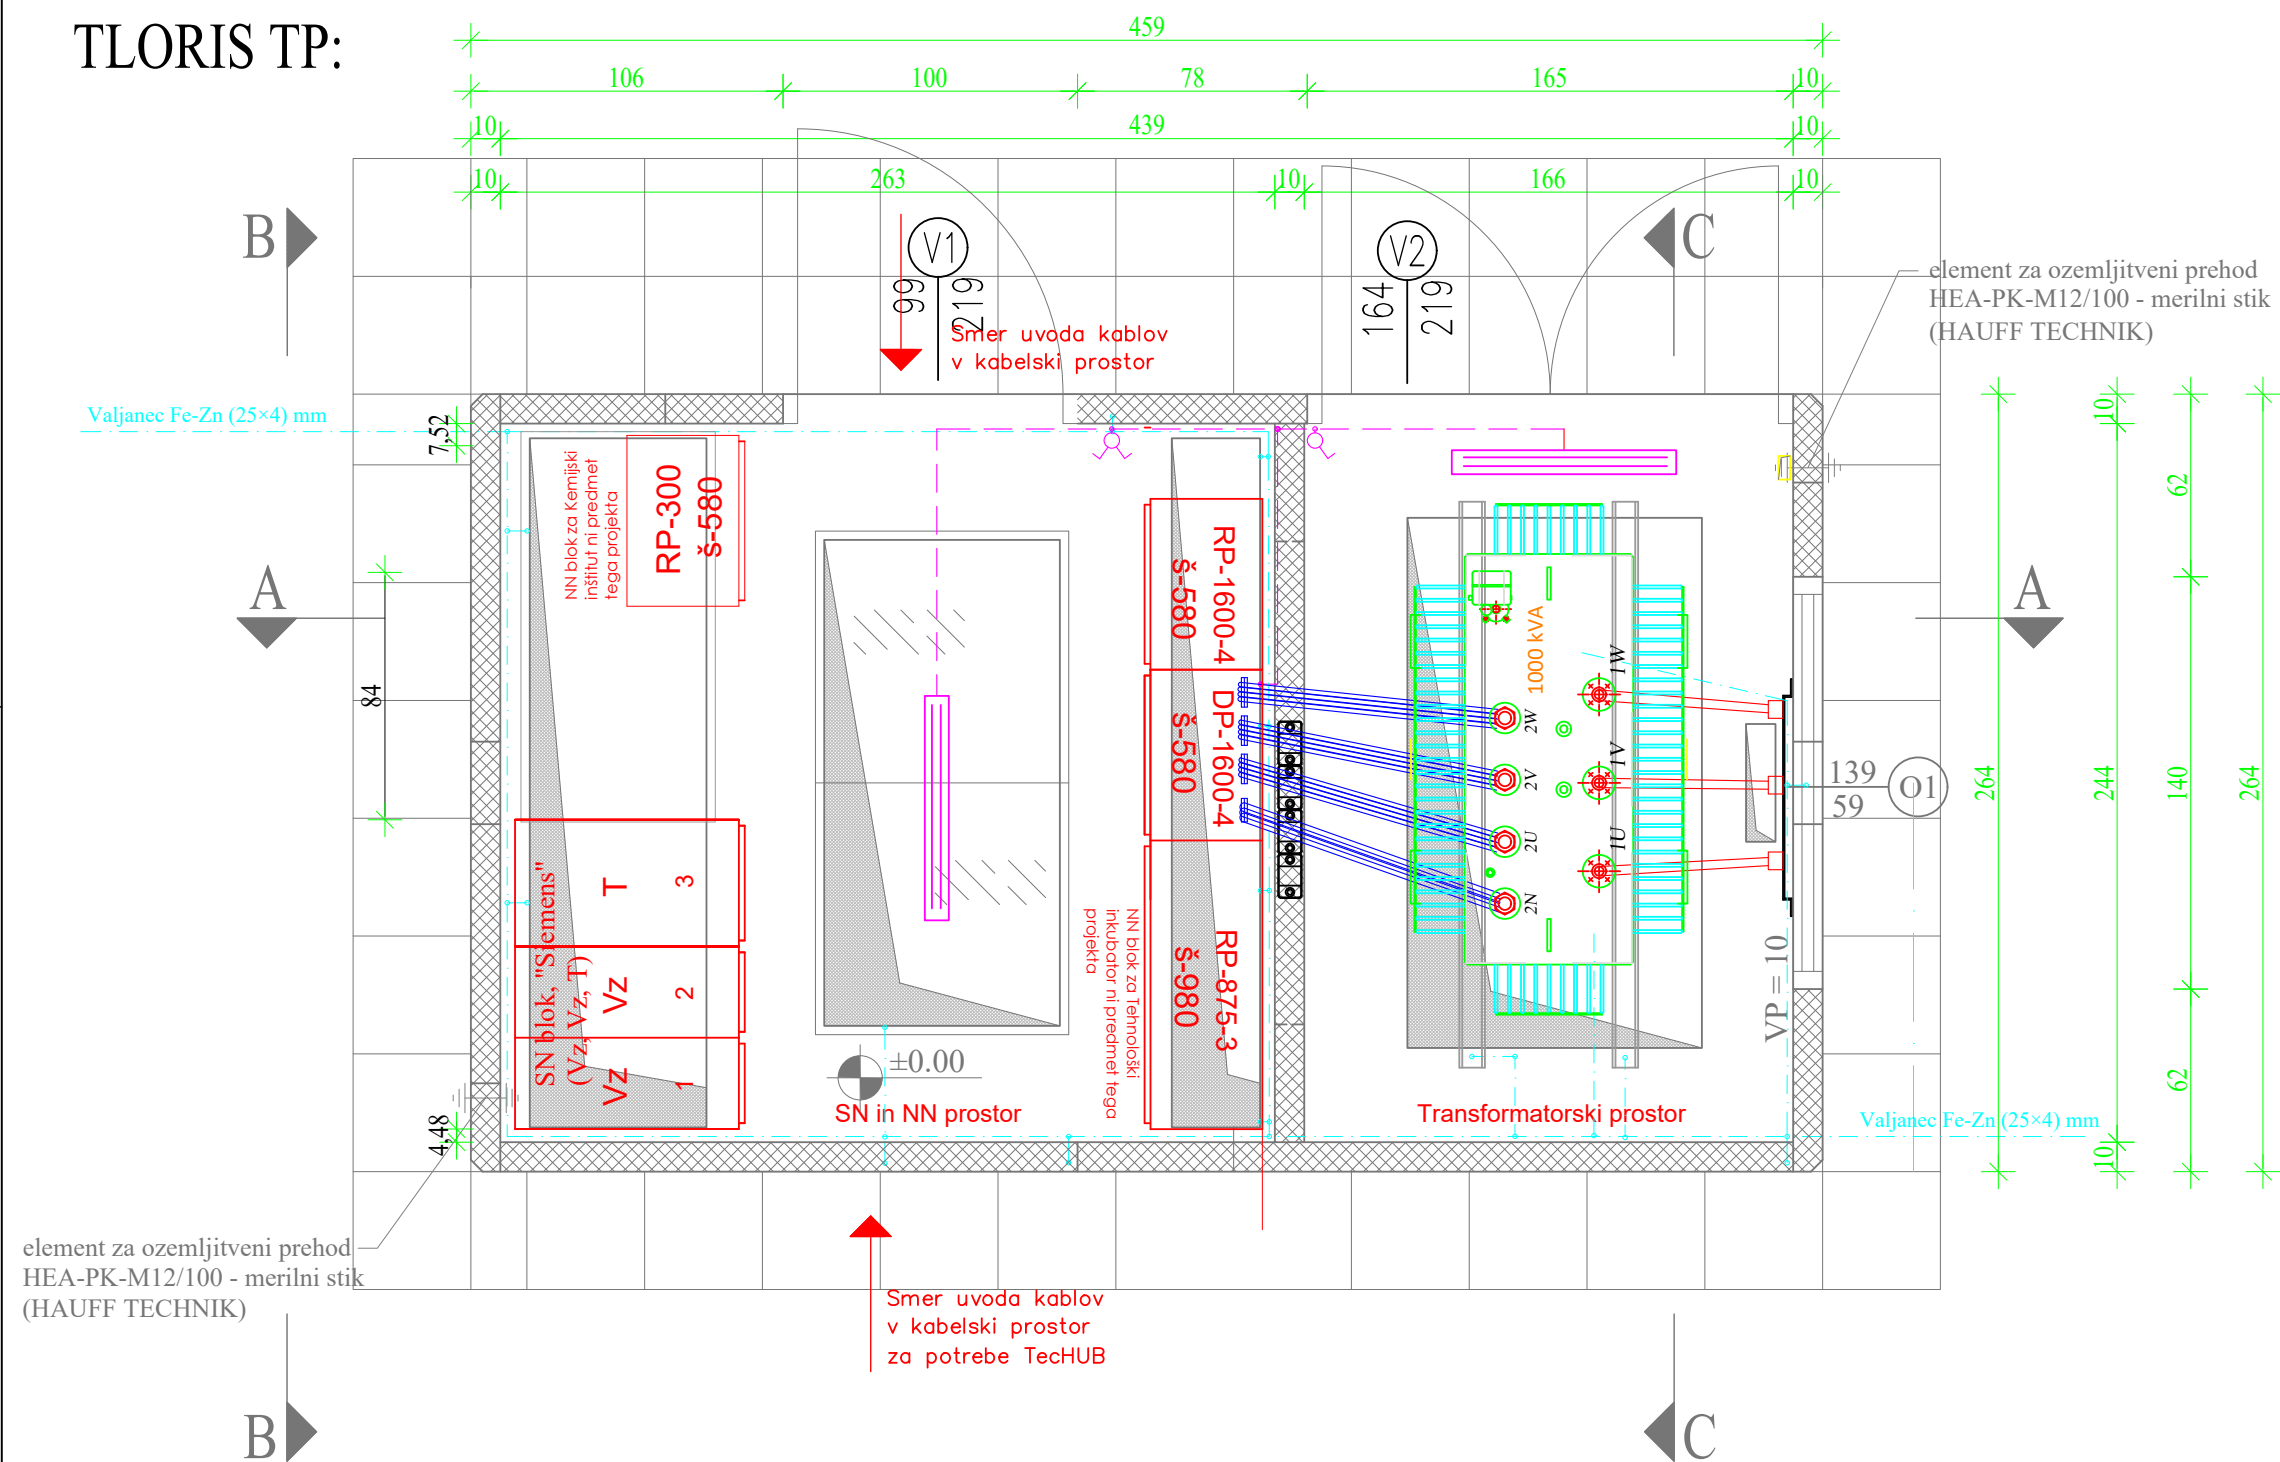 TLORIS TP:
459
106
100
78
165
10
10
439
10
10
263
10
166
10
B
V1
99
219
V2
164
219
C
Smer uvoda kablov
v kabelski prostor
element za ozemljitveni prehod
HEA-PK-M12/100 - merilni stik
(HAUFF TECHNIK)
Valjanec Fe-Zn (25×4) mm
7,52
84
4,48
A
A
NN blok za Kemijski
inštitut ni predmet
tega projekta
RP-300
š-580
RP-1600-4
š-580
DP-1600-4
š-580
RP-875-3
š-980
NN blok za Tehnološki
inkubator ni predmet tega
projekta
SN blok, "Siemens"
(Vz, Vz, T)
T
3
Vz
2
Vz
1
1000 kVA
2W
2V
2U
2N
1W
1V
1U
139
59
O1
VP = 10
264
10
244
10
62
140
62
264
±0.00
SN in NN prostor
Transformatorski prostor
Valjanec Fe-Zn (25×4) mm
element za ozemljitveni prehod
HEA-PK-M12/100 - merilni stik
(HAUFF TECHNIK)
Smer uvoda kablov
v kabelski prostor
za potrebe TecHUB
B
C